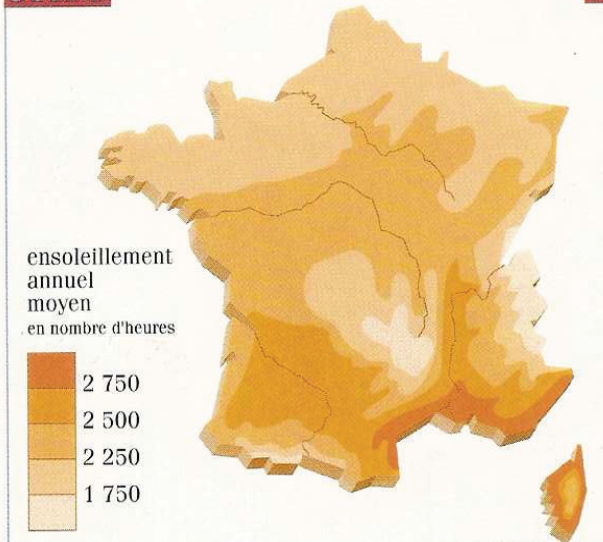 ensoleillement
annuel
moyen
en nombre d'heures
2 750
2 500
2 250
1 750